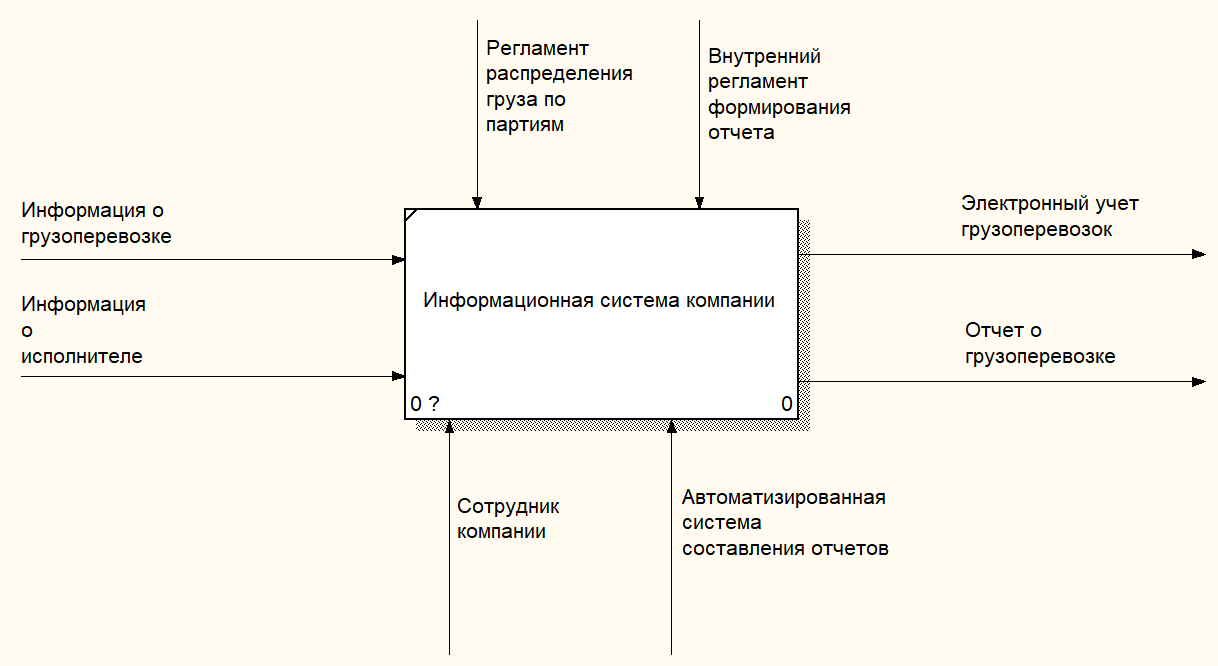 Регламент
распределения
груза по
партиям
Внутренний
регламент
формирования
отчета
Информация о
грузоперевозке
Информация
о
исполнителе
Информационная система компании
0 ?
0
Электронный учет
грузоперевозок
Отчет о
грузоперевозке
Сотрудник
компании
Автоматизированная
система
составления отчетов